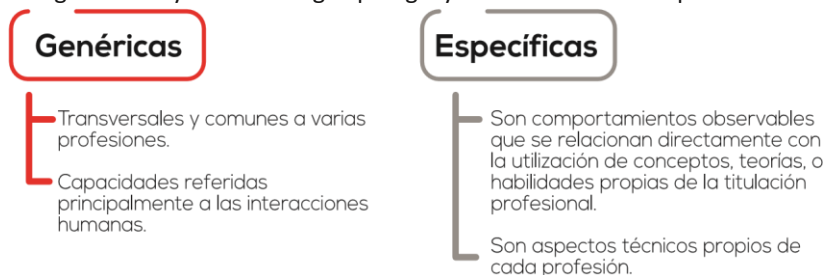 Genéricas
Transversales y comunes a varias
profesiones.
Capacidades referidas
principalmente a las interacciones
humanas.
Específicas
Son comportamientos observables
que se relacionan directamente con
la utilización de conceptos, teorías, o
habilidades propias de la titulación
profesional.
Son aspectos técnicos propios de
cada profesión.